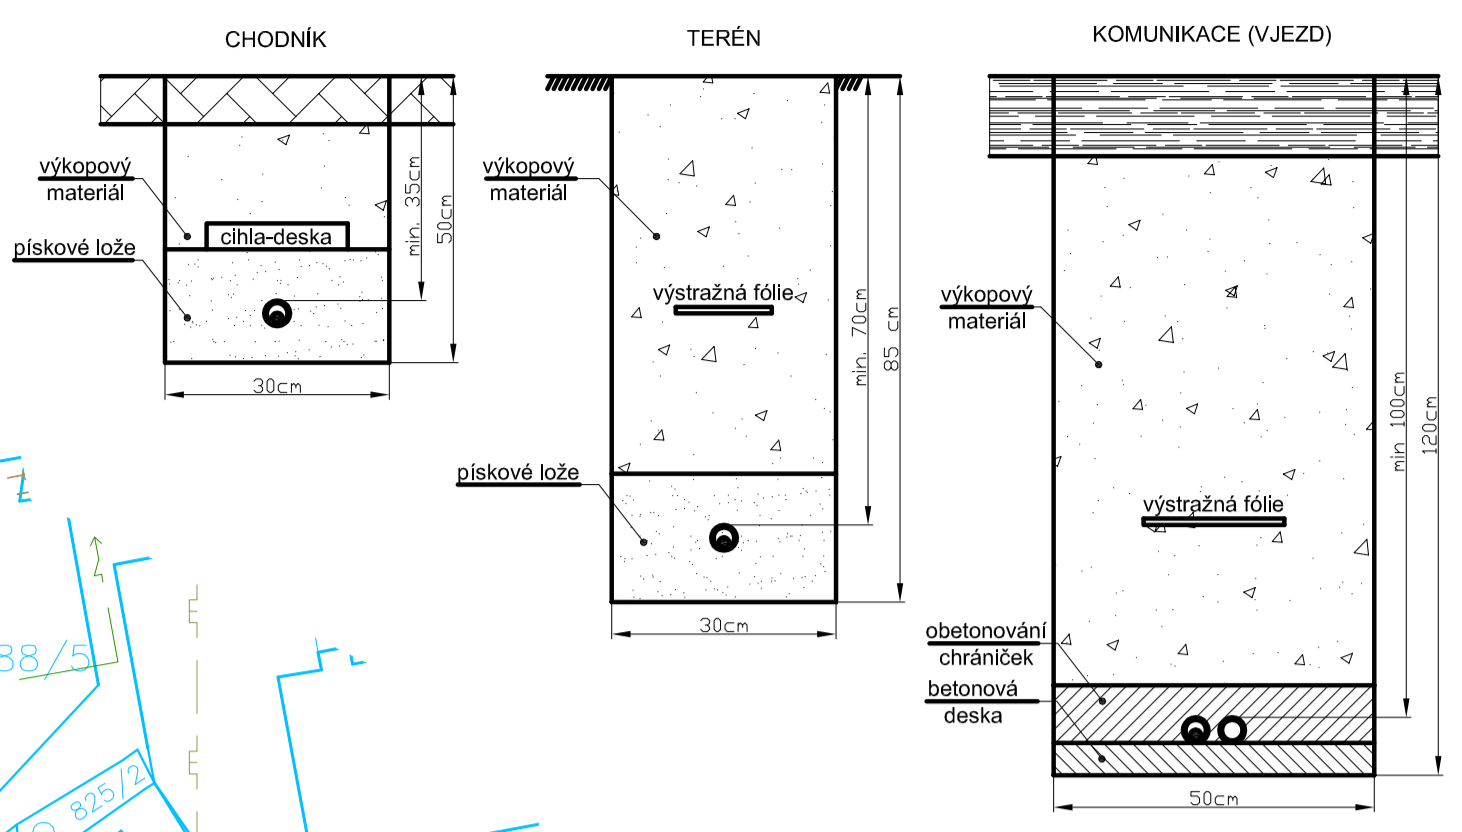 CHODNÍK
výkopový
materiál
pískové lože
cihla-deska
min. 35cm
50cm
30cm
TERÉN
výkopový
materiál
výstražná fólie
pískové lože
min. 70cm
85 cm
30cm
KOMUNIKACE (VJEZD)
výkopový
materiál
výstražná fólie
obetonování
chrániček
betonová
deska
min 100cm
120cm
50cm
88/5
825/2